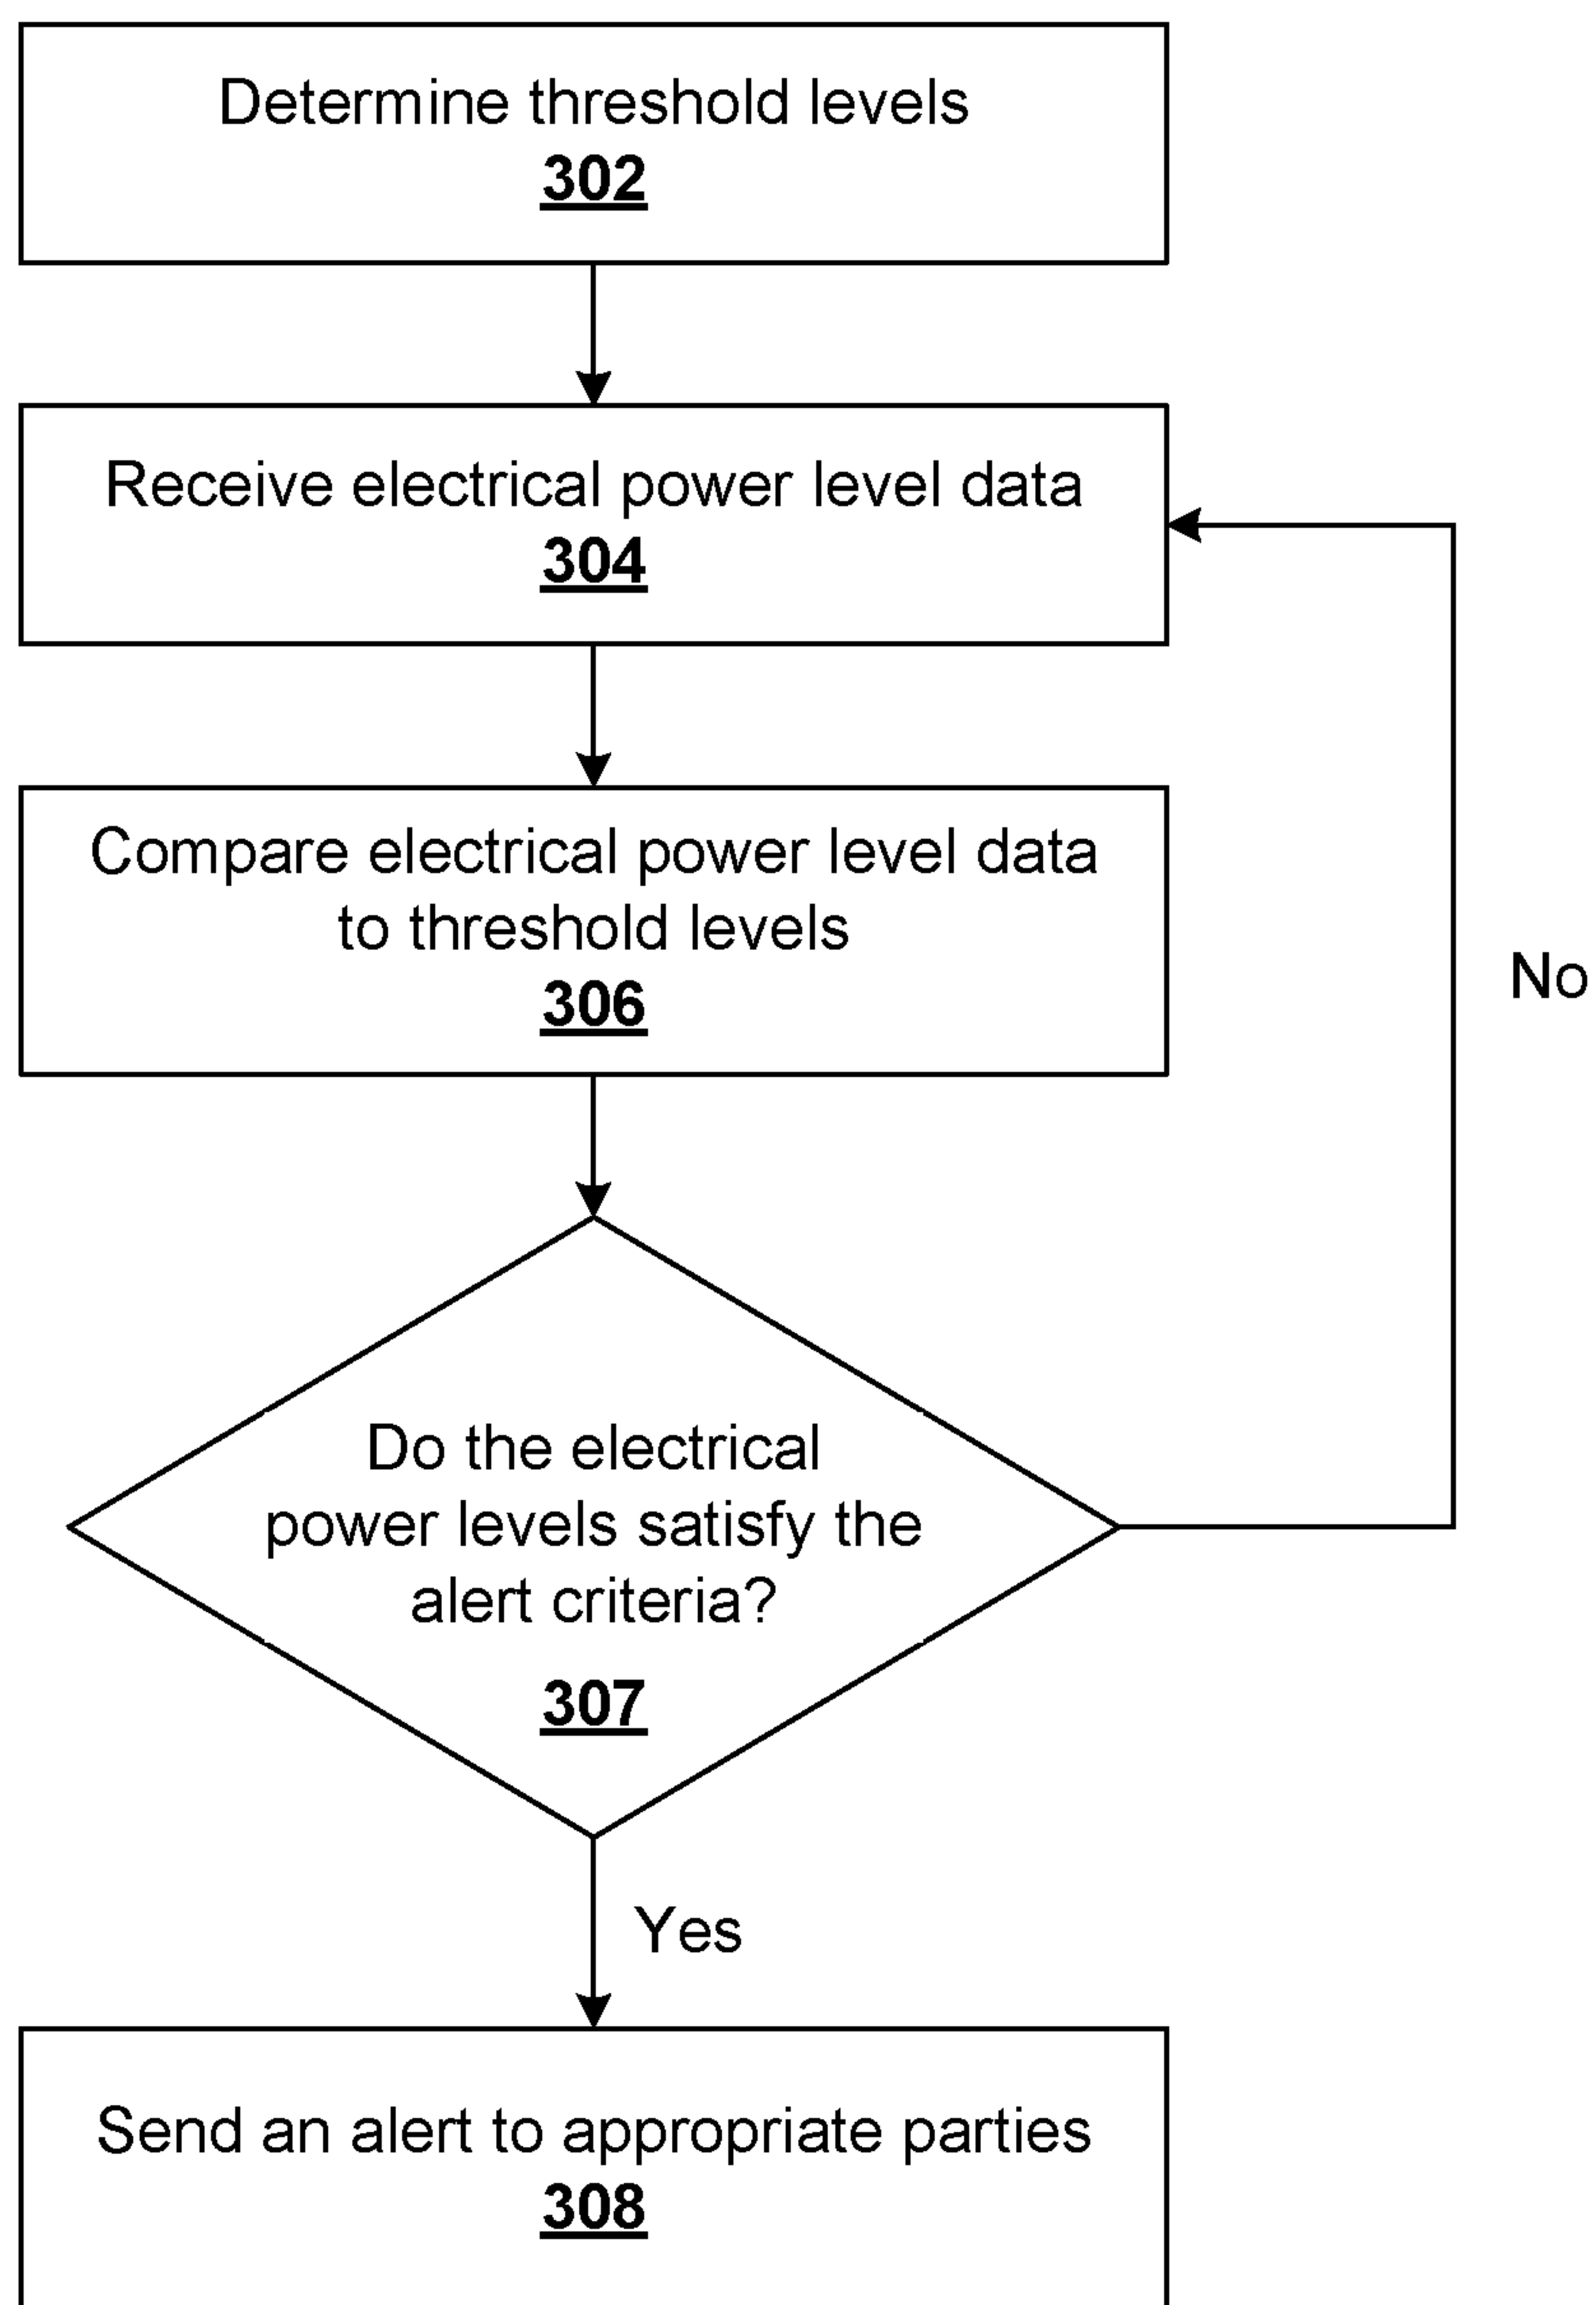 Determine threshold levels
302
Receive electrical power level data
304
Compare electrical power level data
to threshold levels
306
No
Do the electrical
power levels satisfy the
alert criteria?
307
Yes
Send an alert to appropriate parties
308